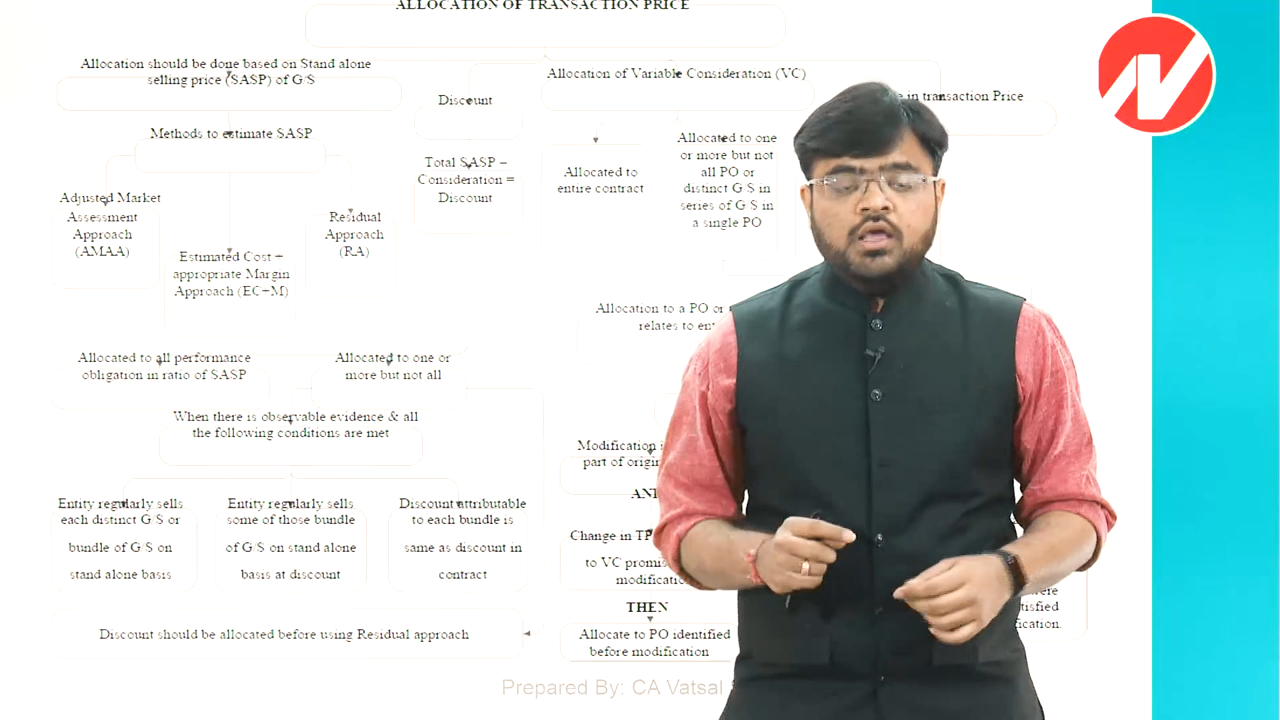 ALLOCATION OF TRANSACTION PRICE
Allocation should be done based on Stand alone
selling price (SASP) of G/S
Methods to estimate SASP
Adjusted Market
Assessment
Approach
(AMAA)
Estimated Cost +
appropriate Margin
Approach (EC+M)
Residual
Approach
(RA)
Discount
Total SASP –
Consideration =
Discount
Allocated to all performance
obligation in ratio of SASP
Allocated to one or
more but not all
When there is observable evidence & all
the following conditions are met
Entity regularly sells
each distinct G/S or
bundle of G/S on
stand alone basis
Entity regularly sells
some of those bundle
of G/S on stand alone
basis at discount
Discount attributable
to each bundle is
same as discount in
contract
Discount should be allocated before using Residual approach
Allocation of Variable Consideration (VC)
Allocated to
entire contract
Allocated to one
or more but not
all PO or
distinct G/S in
series of G/S in
a single PO
Allocation to a PO or
relates to
in transaction Price
Modification
part of
Change in
to VC
THEN
Allocate to PO identified
before modification
Prepared By: CA Vatsal